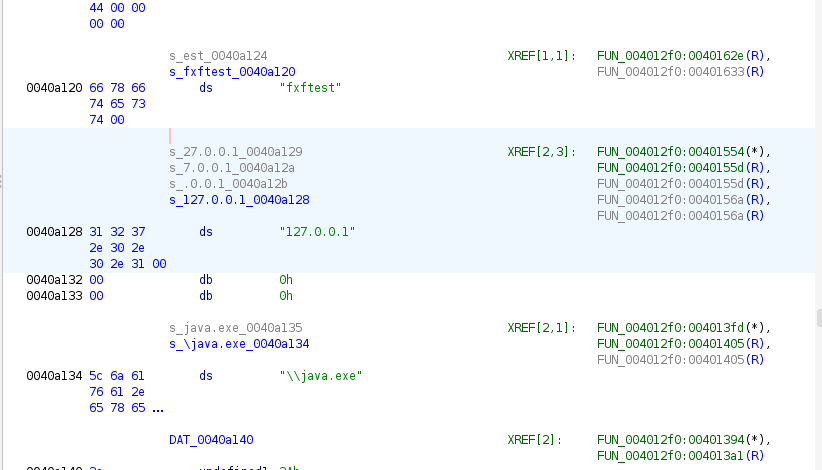 44 00 00
00 00
s_est_0040a124 XREF[1,1]: FUN_004012f0:0040162e(R),
s_fxftest_0040a120 FUN_004012f0:00401633(R)
0040a120 66 78 66 ds "fxftest"
74 65 73
74 00
s_27.0.0.1_0040a129 XREF[2,3]: FUN_004012f0:00401554(*),
s_7.0.0.1_0040a12a FUN_004012f0:0040155d(R),
s_.0.0.1_0040a12b FUN_004012f0:0040155d(R),
s_127.0.0.1_0040a128 FUN_004012f0:0040156a(R),
FUN_004012f0:0040156a(R)
0040a128 31 32 37 ds "127.0.0.1"
2e 30 2e
30 2e 31 00
0040a132 00 db 0h
0040a133 00 db 0h
s_java.exe_0040a135 XREF[2,1]: FUN_004012f0:004013fd(*),
s_\java.exe_0040a134 FUN_004012f0:00401405(R),
FUN_004012f0:00401405(R)
0040a134 5c 6a 61 ds "\\java.exe"
76 61 2e
65 78 65 ...
DAT_0040a140 XREF[2]: FUN_004012f0:00401394(*),
FUN_004012f0:004013a1(R)